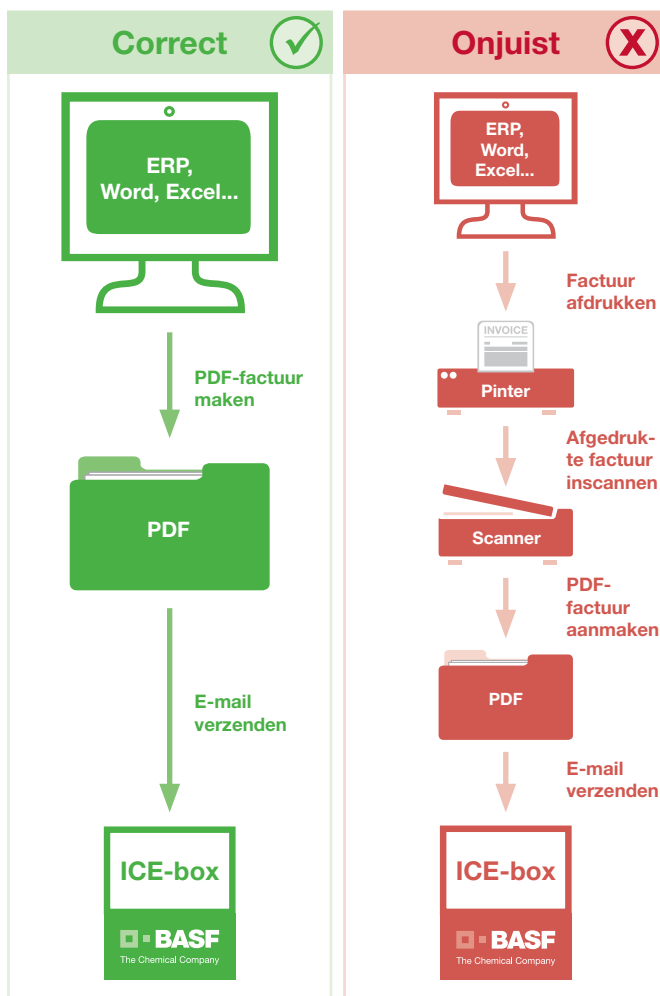 Correct
ERP,
Word, Excel...
PDF-factuur
maken
PDF
E-mail
verzenden
ICE-box
BASF
The Chemical Company
Onjuist
X
ERP,
Word,
Excel...
Factuur
afdrukken
INVOICE
Pinter
Afgedruk-
te factuur
inscannen
Scanner
PDF-
factuur
aanmaken
PDF
E-mail
verzenden
ICE-box
BASF
The Chemical Company